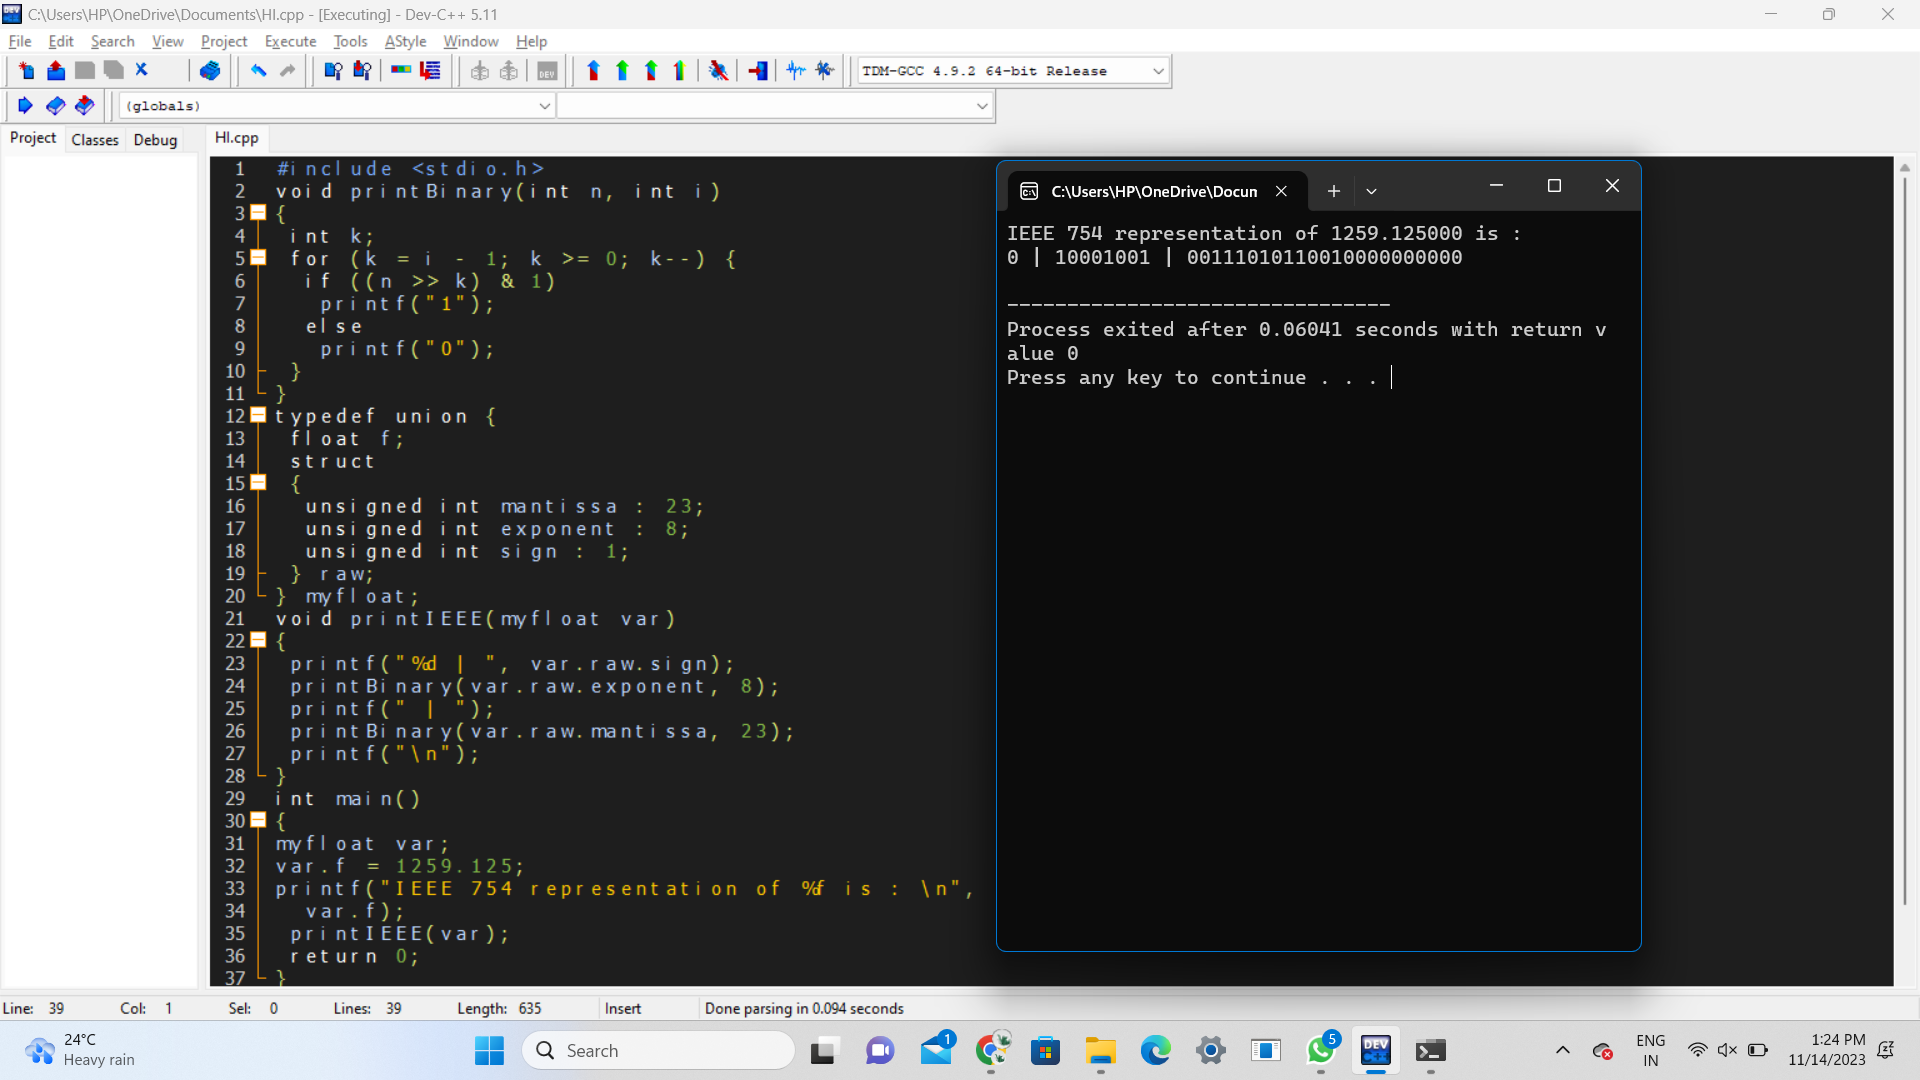 C:\Users\HP\OneDrive\Documents\HI.cpp - [Executing] - Dev-C++ 5.11
File Edit Search View Project Execute Tools AStyle Window Help
TDM-GCC 4.9.2 64-bit Release
(globals)
Project Classes Debug
HI.cpp
1 #include <stdio.h>
2 void printBinary(int n, int i)
3 {
4 int k;
5 for (k = i - 1; k >= 0; k--) {
6 if ((n >> k) & 1)
7 printf("1");
8 else
9 printf("0");
10 }
11 }
12 typedef union {
13 float f;
14 struct
15 {
16 unsigned int mantissa : 23;
17 unsigned int exponent : 8;
18 unsigned int sign : 1;
19 } raw;
20 } myfloat;
21 void printIEEE(myfloat var)
22 {
23 printf("%d | ", var.raw.sign);
24 printBinary(var.raw.exponent, 8);
25 printf(" | ");
26 printBinary(var.raw.mantissa, 23);
27 printf("\n");
28 }
29 int main()
30 {
31 myfloat var;
32 var.f = 1259.125;
33 printf("IEEE 754 representation of %f is : \n",
34 var.f);
35 printIEEE(var);
36 return 0;
37 }
C:\Users\HP\OneDrive\Docun
IEEE 754 representation of 1259.125000 is :
0 | 10001001 | 00111010110010000000000
--------------------------------
Process exited after 0.06041 seconds with return v
alue 0
Press any key to continue . . .
Line: 39 Col: 1 Sel: 0 Lines: 39 Length: 635 Insert Done parsing in 0.094 seconds
24°C
Heavy rain
Search
1
5
DEV
C++
ENG
IN
1:24 PM
11/14/2023